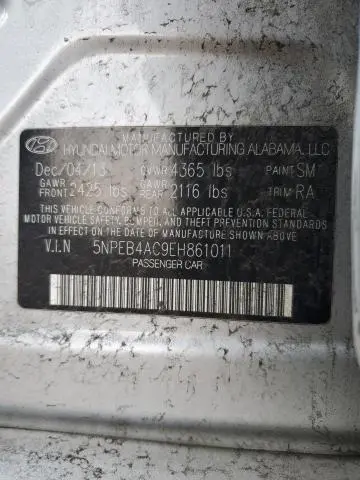 MANUFACTURED BY
HYUNDAI MOTOR MANUFACTURING ALABAMA, LLC
Dec/04/13 GVWR 4365 lbs PAINT SM
GAWR FRONT 2425 lbs GAWR REAR 2116 lbs TRIM RA
THIS VEHICLE CONFORMS TO ALL APPLICABLE U.S.A. FEDERAL
MOTOR VEHICLE SAFETY, BUMPER, AND THEFT PREVENTION STANDARDS
IN EFFECT ON THE DATE OF MANUFACTURE SHOWN ABOVE.
V.I.N 5NPEB4AC9EH861011
PASSENGER CAR